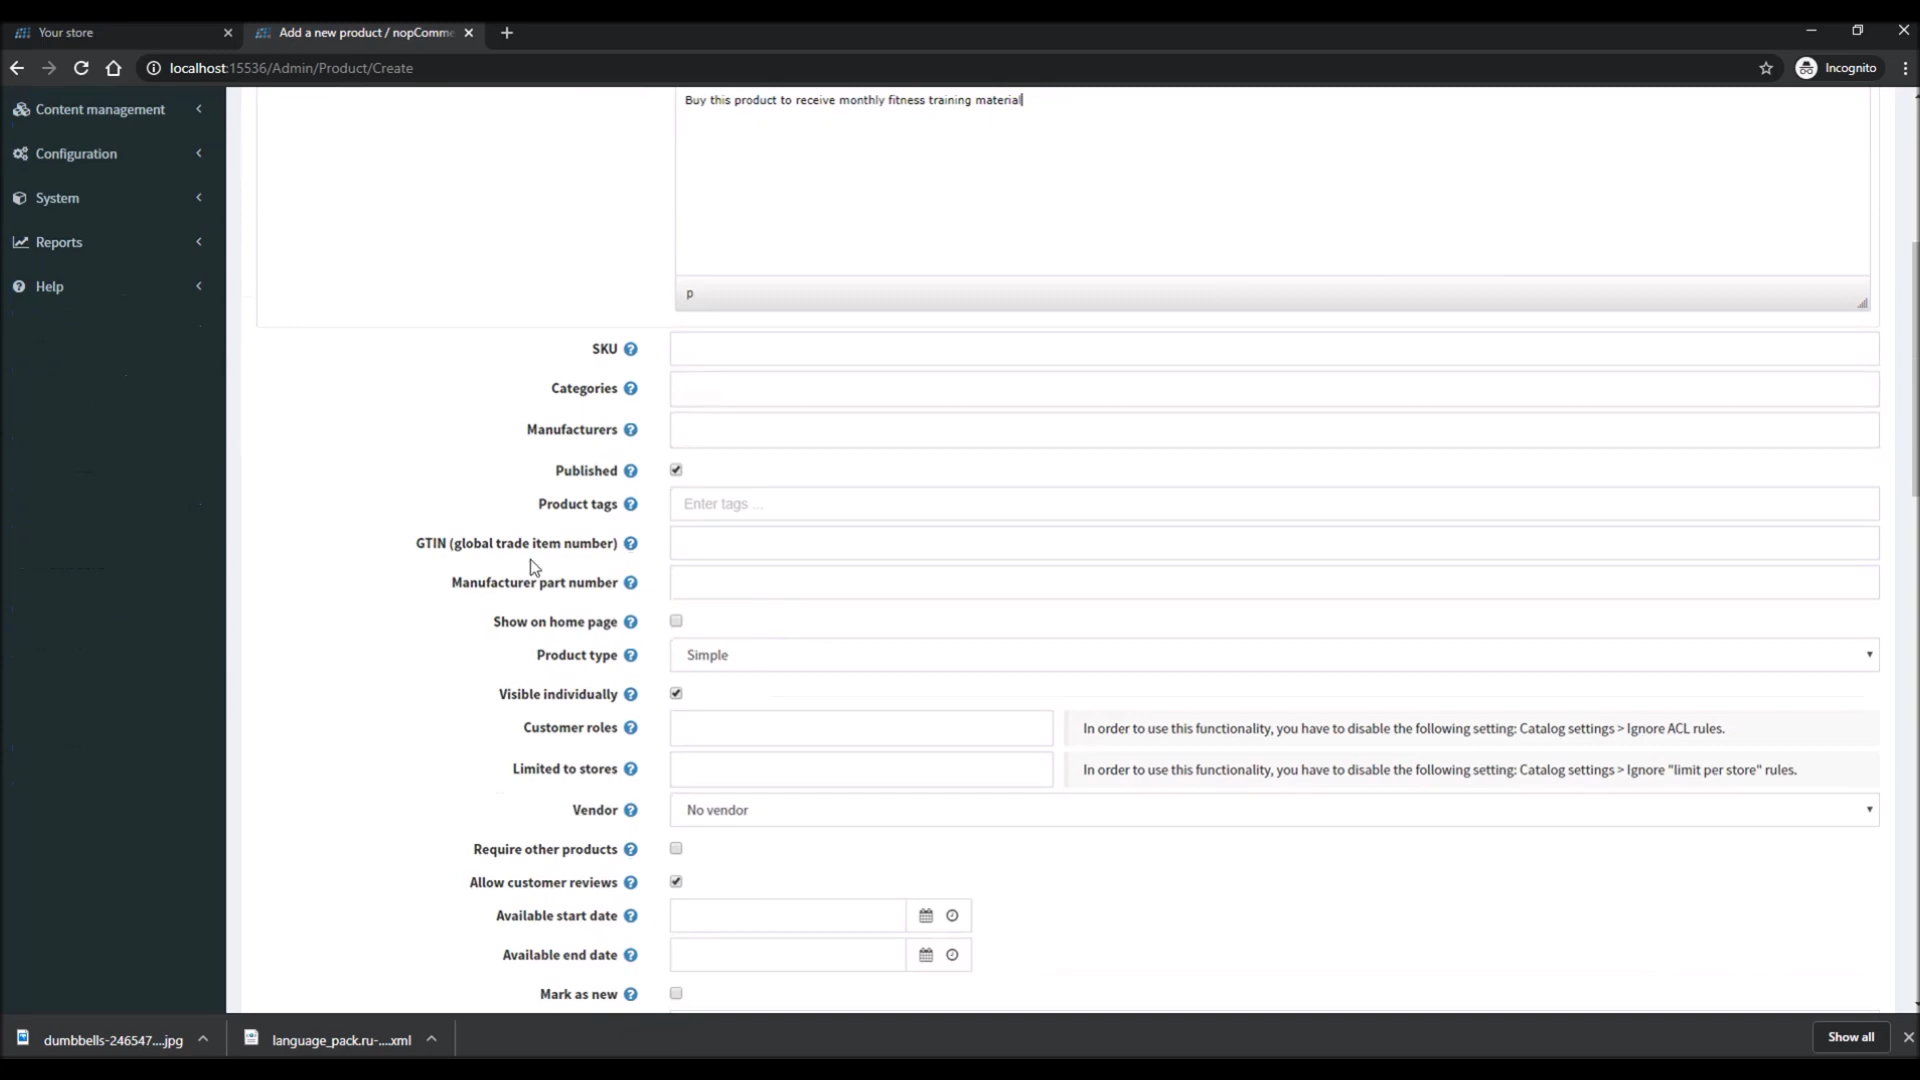 Your store
Add a new product / nopComme
localhost:15536/Admin/Product/Create
Incognito
Content management
Configuration
System
Reports
Help
Buy this product to receive monthly fitness training material
p
SKU
Categories
Manufacturers
Published
Product tags Enter tags ...
GTIN (global trade item number)
Manufacturer part number
Show on home page
Product type Simple
Visible individually
Customer roles In order to use this functionality, you have to disable the following setting: Catalog settings > Ignore ACL rules.
Limited to stores In order to use this functionality, you have to disable the following setting: Catalog settings > Ignore "limit per store" rules.
Vendor No vendor
Require other products
Allow customer reviews
Available start date
Available end date
Mark as new
dumbbells-246547....jpg
language_pack.ru-....xml
Show all